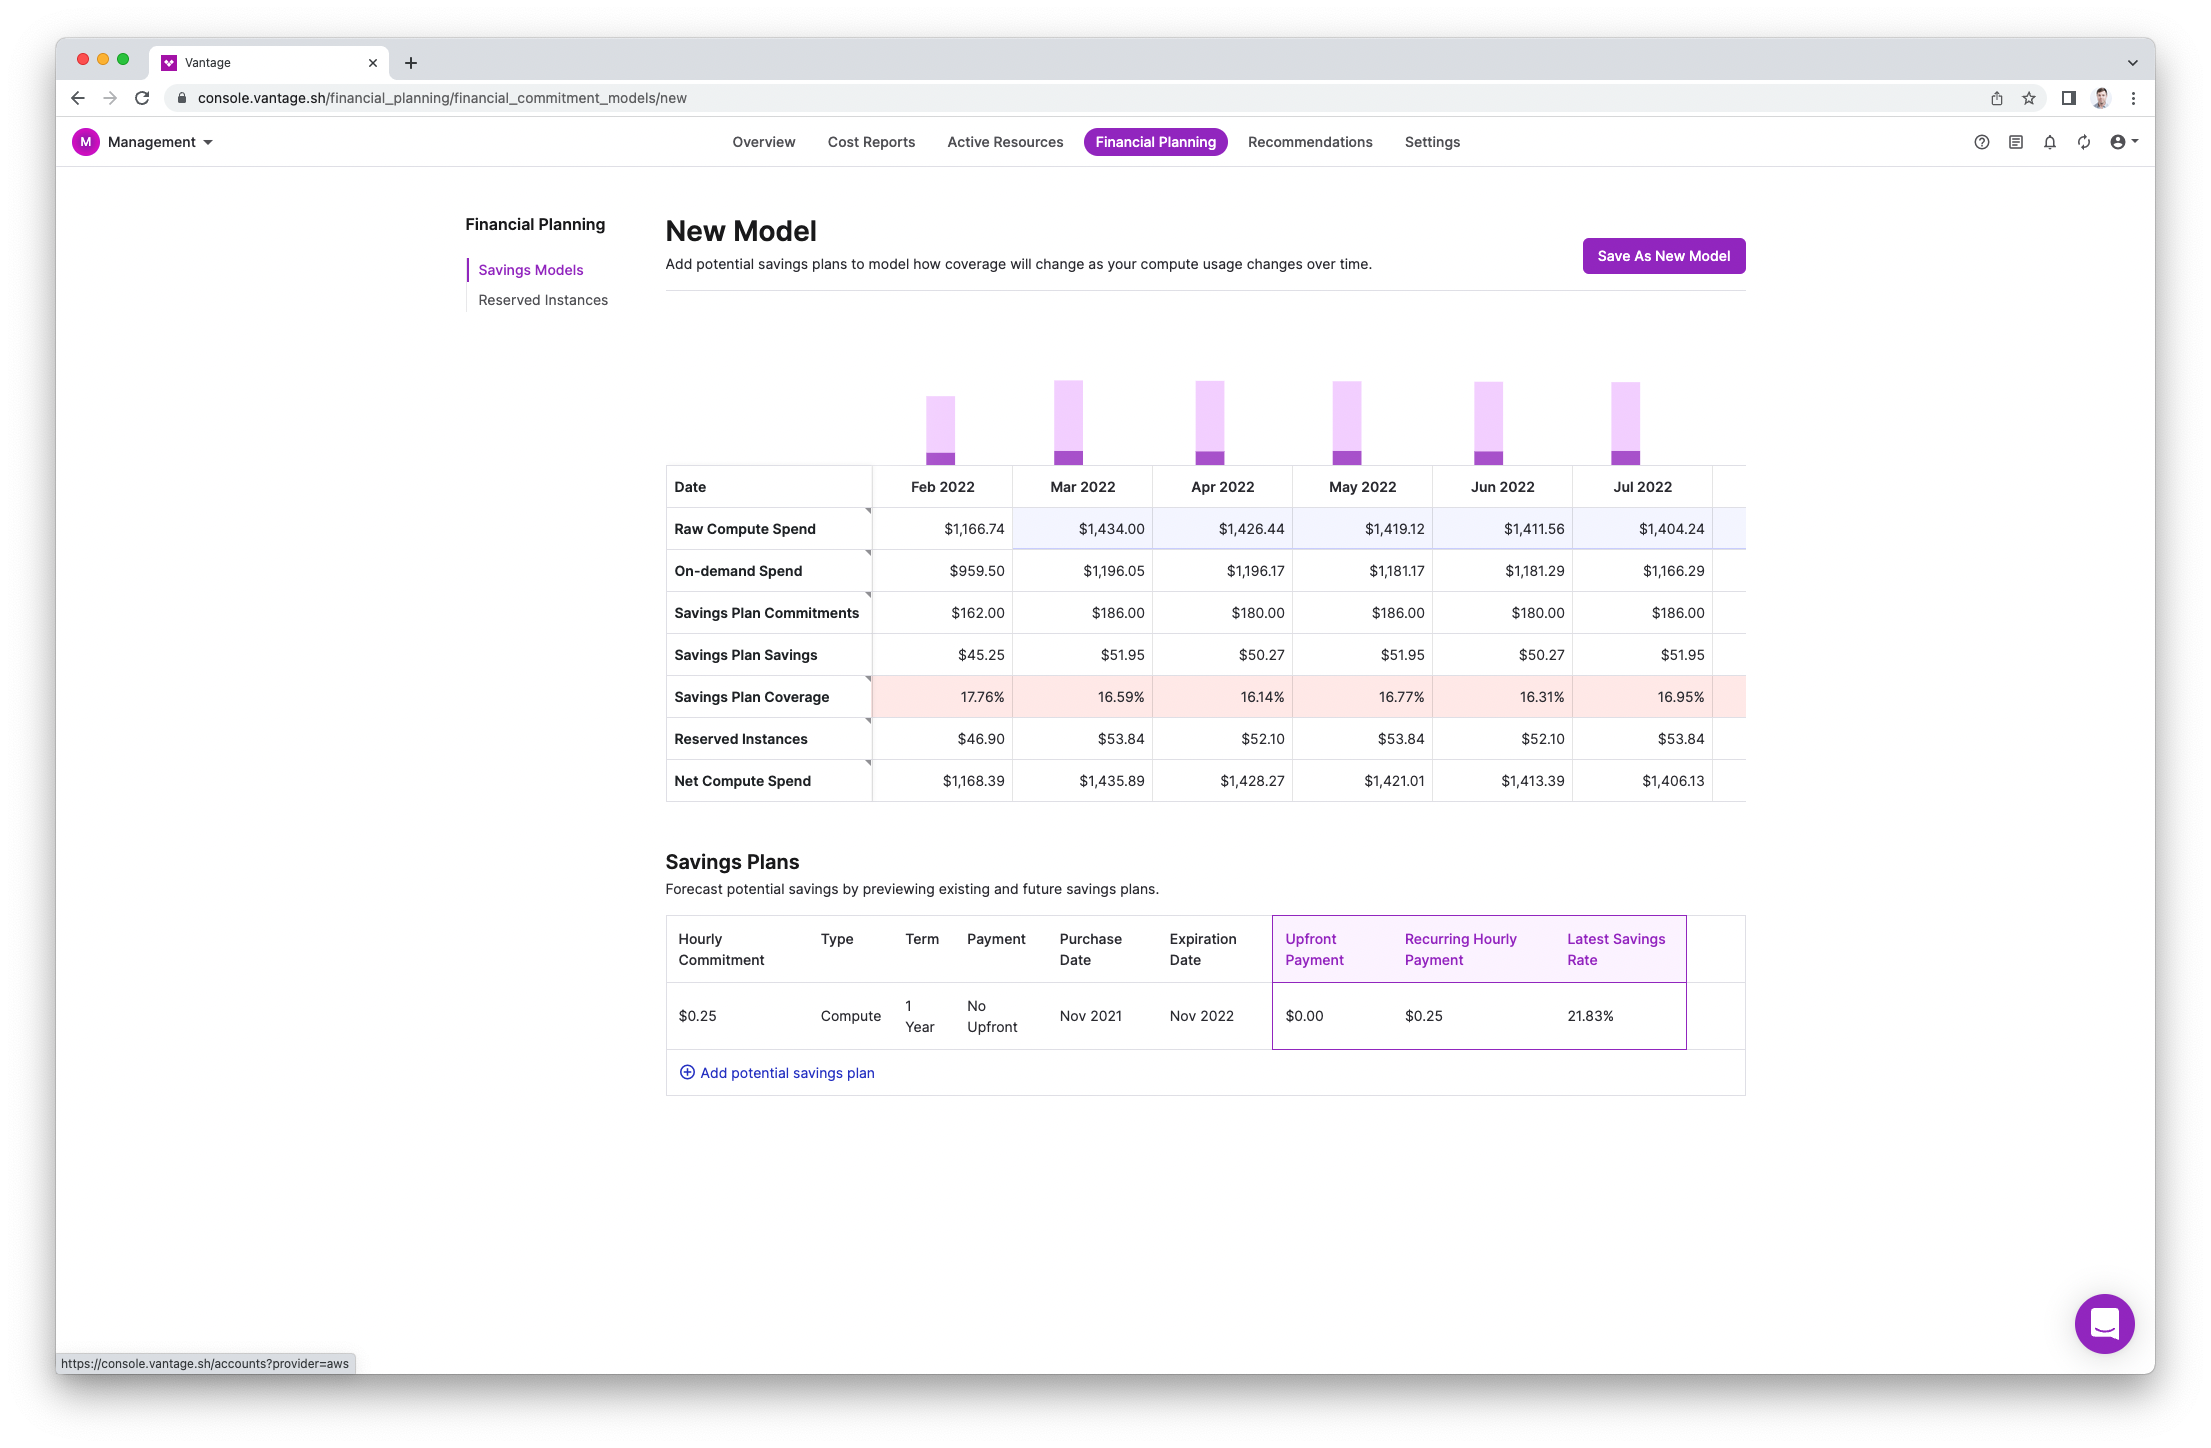 Vantage
console.vantage.sh/financial_planning/financial_commitment_models/new
M Management Overview Cost Reports Active Resources Financial Planning Recommendations Settings
Financial Planning
Savings Models
Reserved Instances
New Model
Add potential savings plans to model how coverage will change as your compute usage changes over time.
Save As New Model
Date Feb 2022 Mar 2022 Apr 2022 May 2022 Jun 2022 Jul 2022
Raw Compute Spend $1,166.74 $1,434.00 $1,426.44 $1,419.12 $1,411.56 $1,404.24
On-demand Spend $959.50 $1,196.05 $1,196.17 $1,181.17 $1,181.29 $1,166.29
Savings Plan Commitments $162.00 $186.00 $180.00 $186.00 $180.00 $186.00
Savings Plan Savings $45.25 $51.95 $50.27 $51.95 $50.27 $51.95
Savings Plan Coverage 17.76% 16.59% 16.14% 16.77% 16.31% 16.95%
Reserved Instances $46.90 $53.84 $52.10 $53.84 $52.10 $53.84
Net Compute Spend $1,168.39 $1,435.89 $1,428.27 $1,421.01 $1,413.39 $1,406.13
Savings Plans
Forecast potential savings by previewing existing and future savings plans.
Hourly Commitment Type Term Payment Purchase Date Expiration Date Upfront Payment Recurring Hourly Payment Latest Savings Rate
$0.25 Compute 1 Year No Upfront Nov 2021 Nov 2022 $0.00 $0.25 21.83%
Add potential savings plan
https://console.vantage.sh/accounts?provider=aws